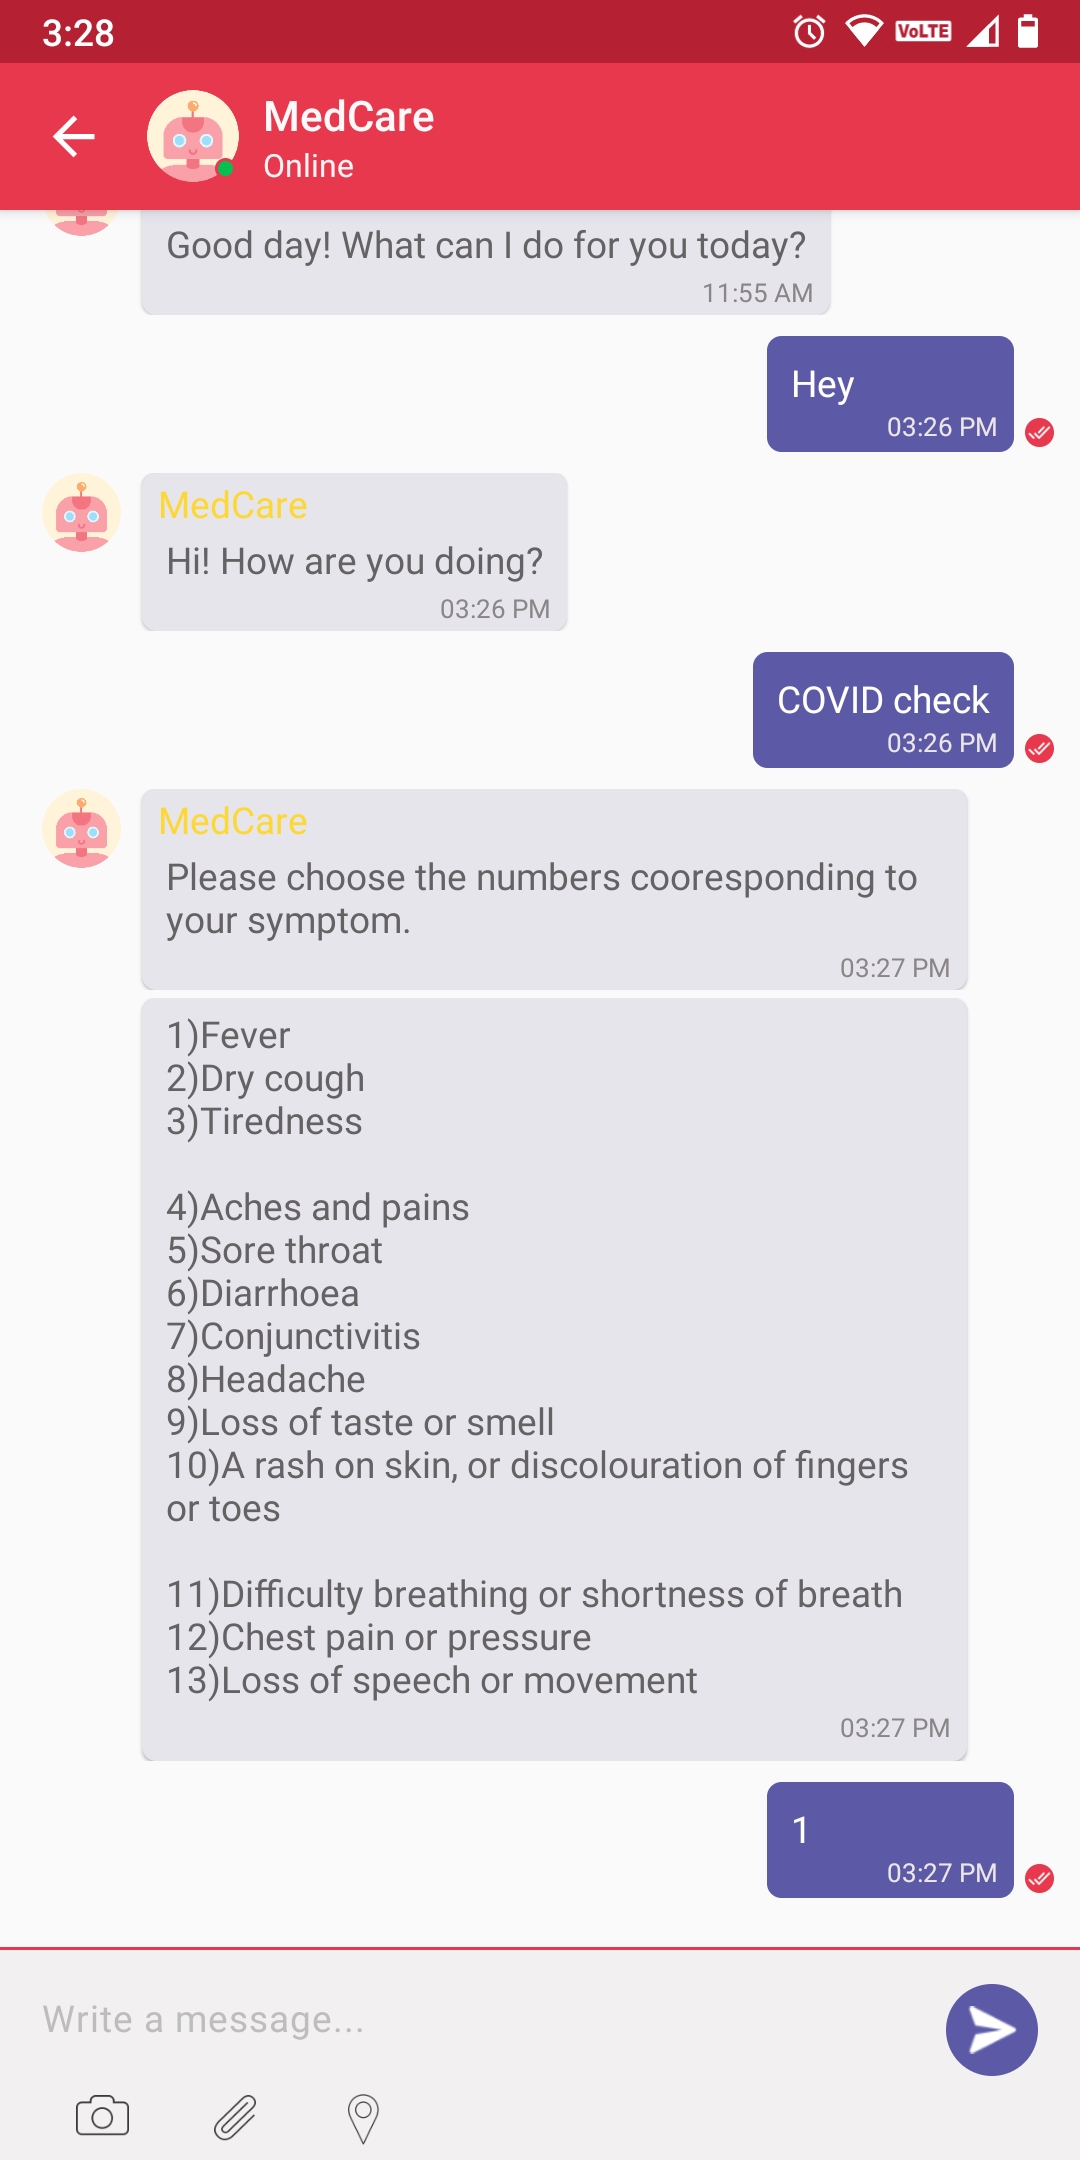 3:28
VoLTE
MedCare
Online
Good day! What can I do for you today?
11:55 AM
Hey
03:26 PM
MedCare
Hi! How are you doing?
03:26 PM
COVID check
03:26 PM
MedCare
Please choose the numbers cooresponding to
your symptom.
03:27 PM
1)Fever
2)Dry cough
3)Tiredness
4)Aches and pains
5)Sore throat
6)Diarrhoea
7)Conjunctivitis
8)Headache
9)Loss of taste or smell
10)A rash on skin, or discolouration of fingers
or toes
11)Difficulty breathing or shortness of breath
12)Chest pain or pressure
13)Loss of speech or movement
03:27 PM
1
03:27 PM
Write a message...